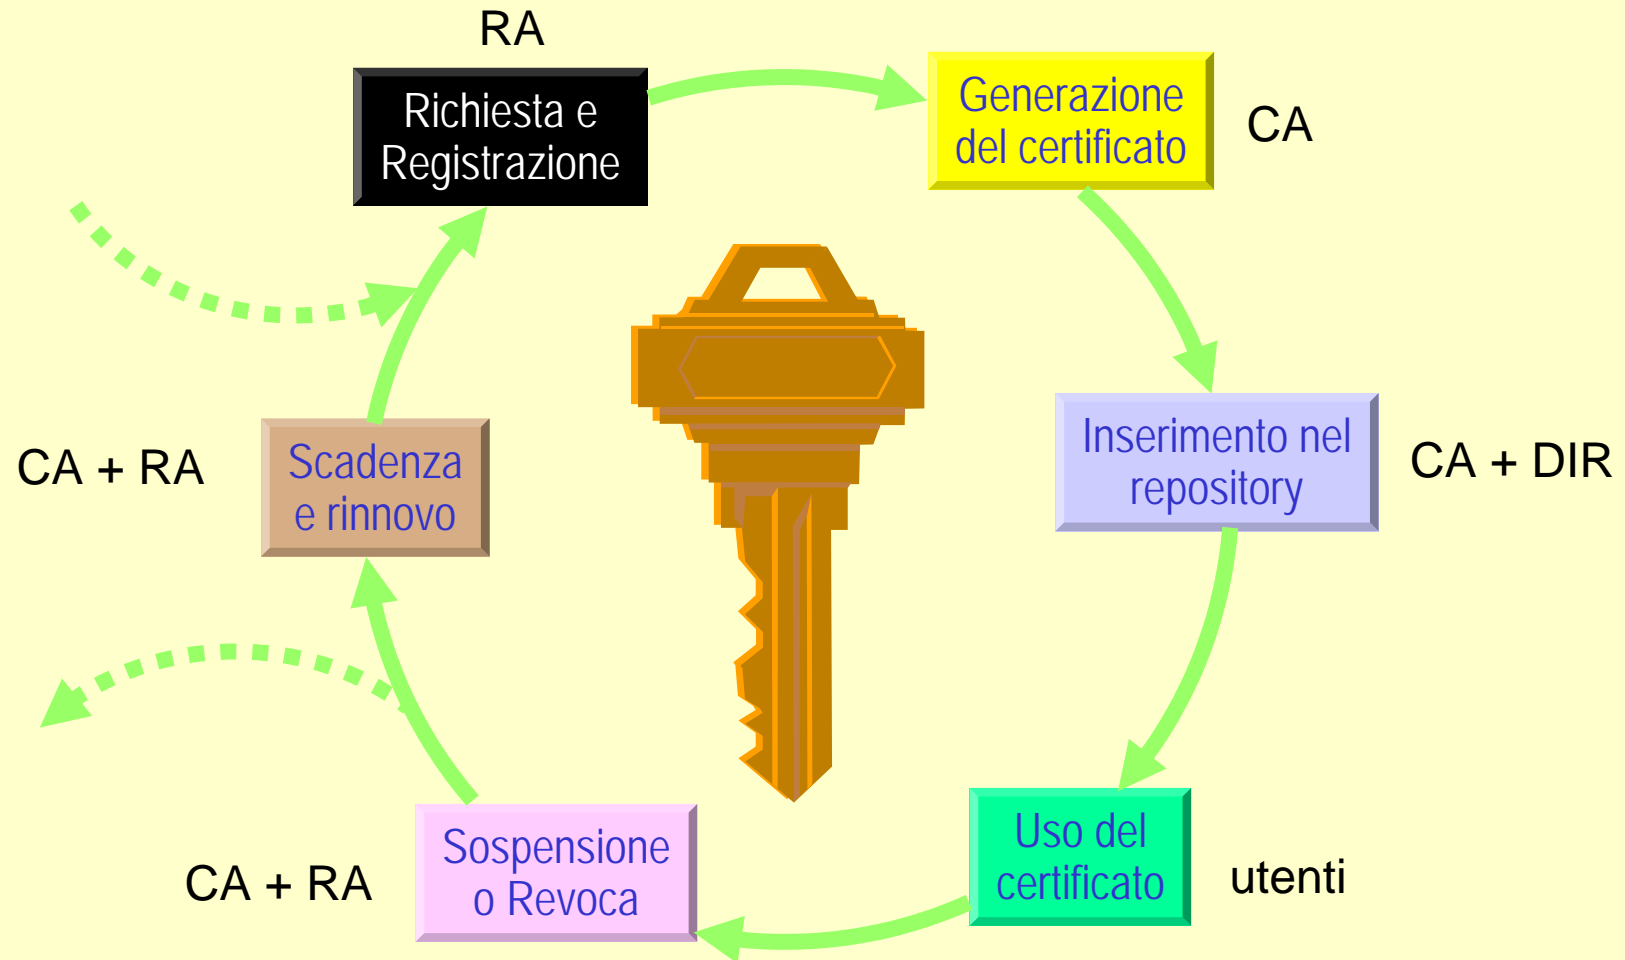 RA
Richiesta e
Registrazione
Generazione
del certificato
CA
Inserimento nel
repository
CA + DIR
Uso del
certificato
utenti
Sospensione
o Revoca
CA + RA
Scadenza
e rinnovo
CA + RA